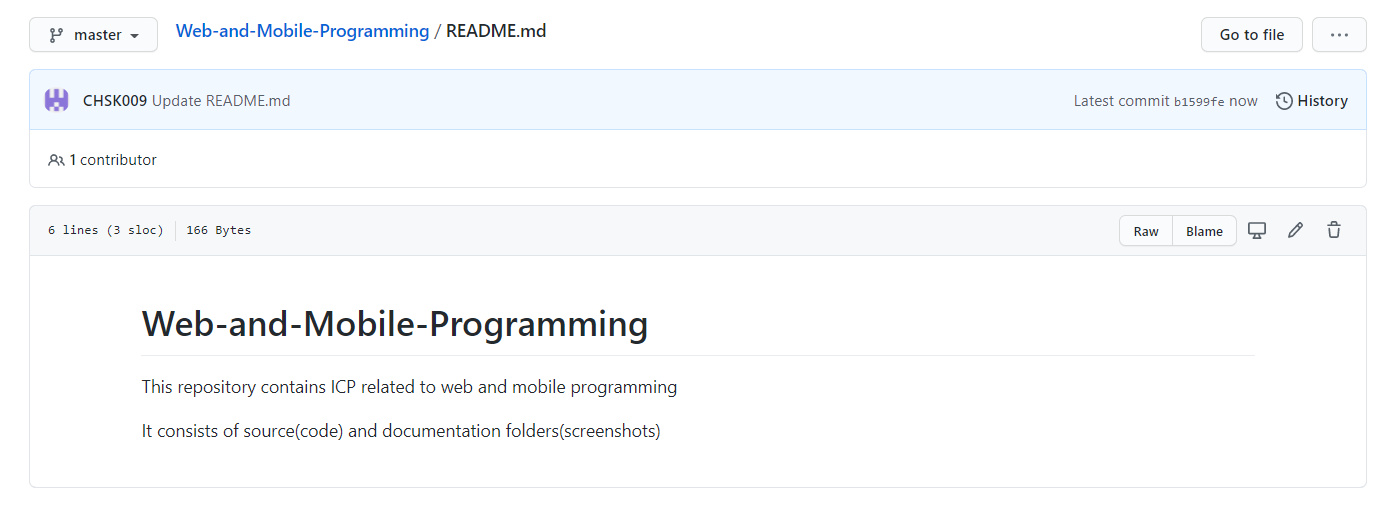 master
Web-and-Mobile-Programming / README.md
Go to file
...
CHSK009 Update README.md
Latest commit b1599fe now
History
1 contributor
6 lines (3 sloc)
166 Bytes
Raw
Blame
Web-and-Mobile-Programming
This repository contains ICP related to web and mobile programming
It consists of source(code) and documentation folders(screenshots)